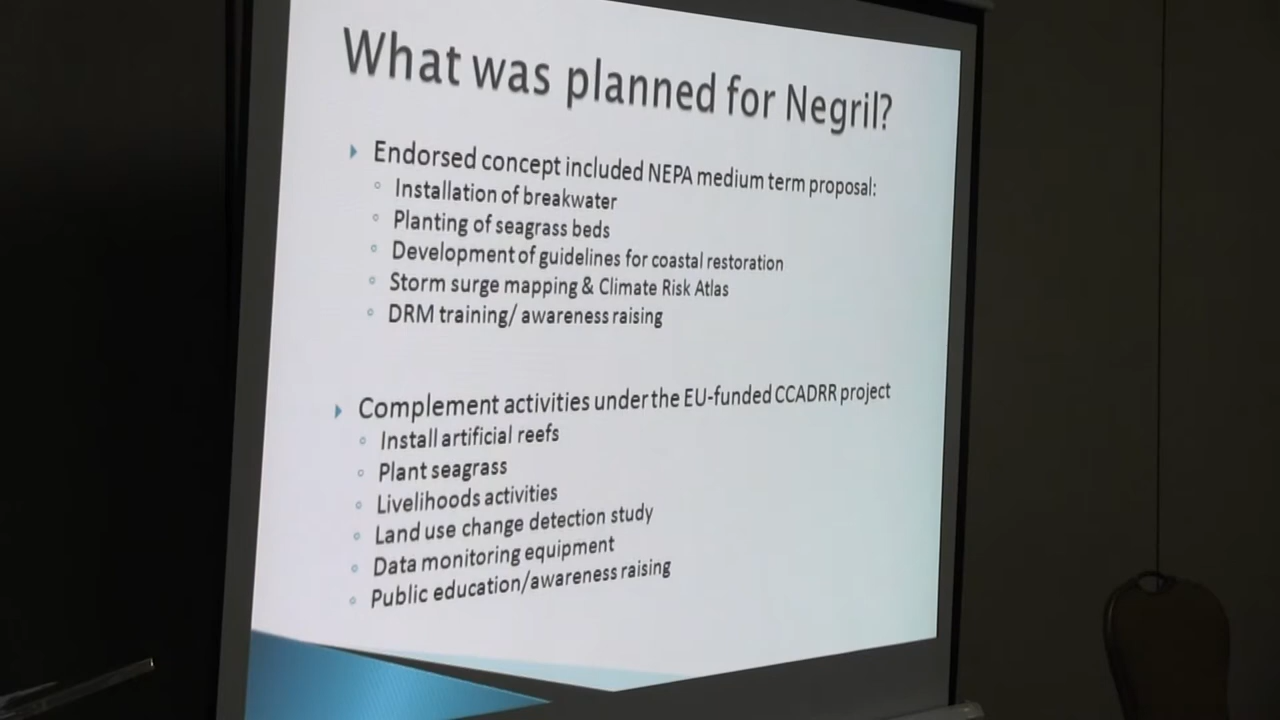 What was planned for Negril?
Endorsed concept included NEPA medium term proposal:
Installation of breakwater
Planting of seagrass beds
Development of guidelines for coastal restoration
Storm surge mapping & Climate Risk Atlas
DRM training/ awareness raising
Complement activities under the EU-funded CCADRR project
Install artificial reefs
Plant seagrass
Livelihoods activities
Land use change detection study
Data monitoring equipment
Public education/awareness raising